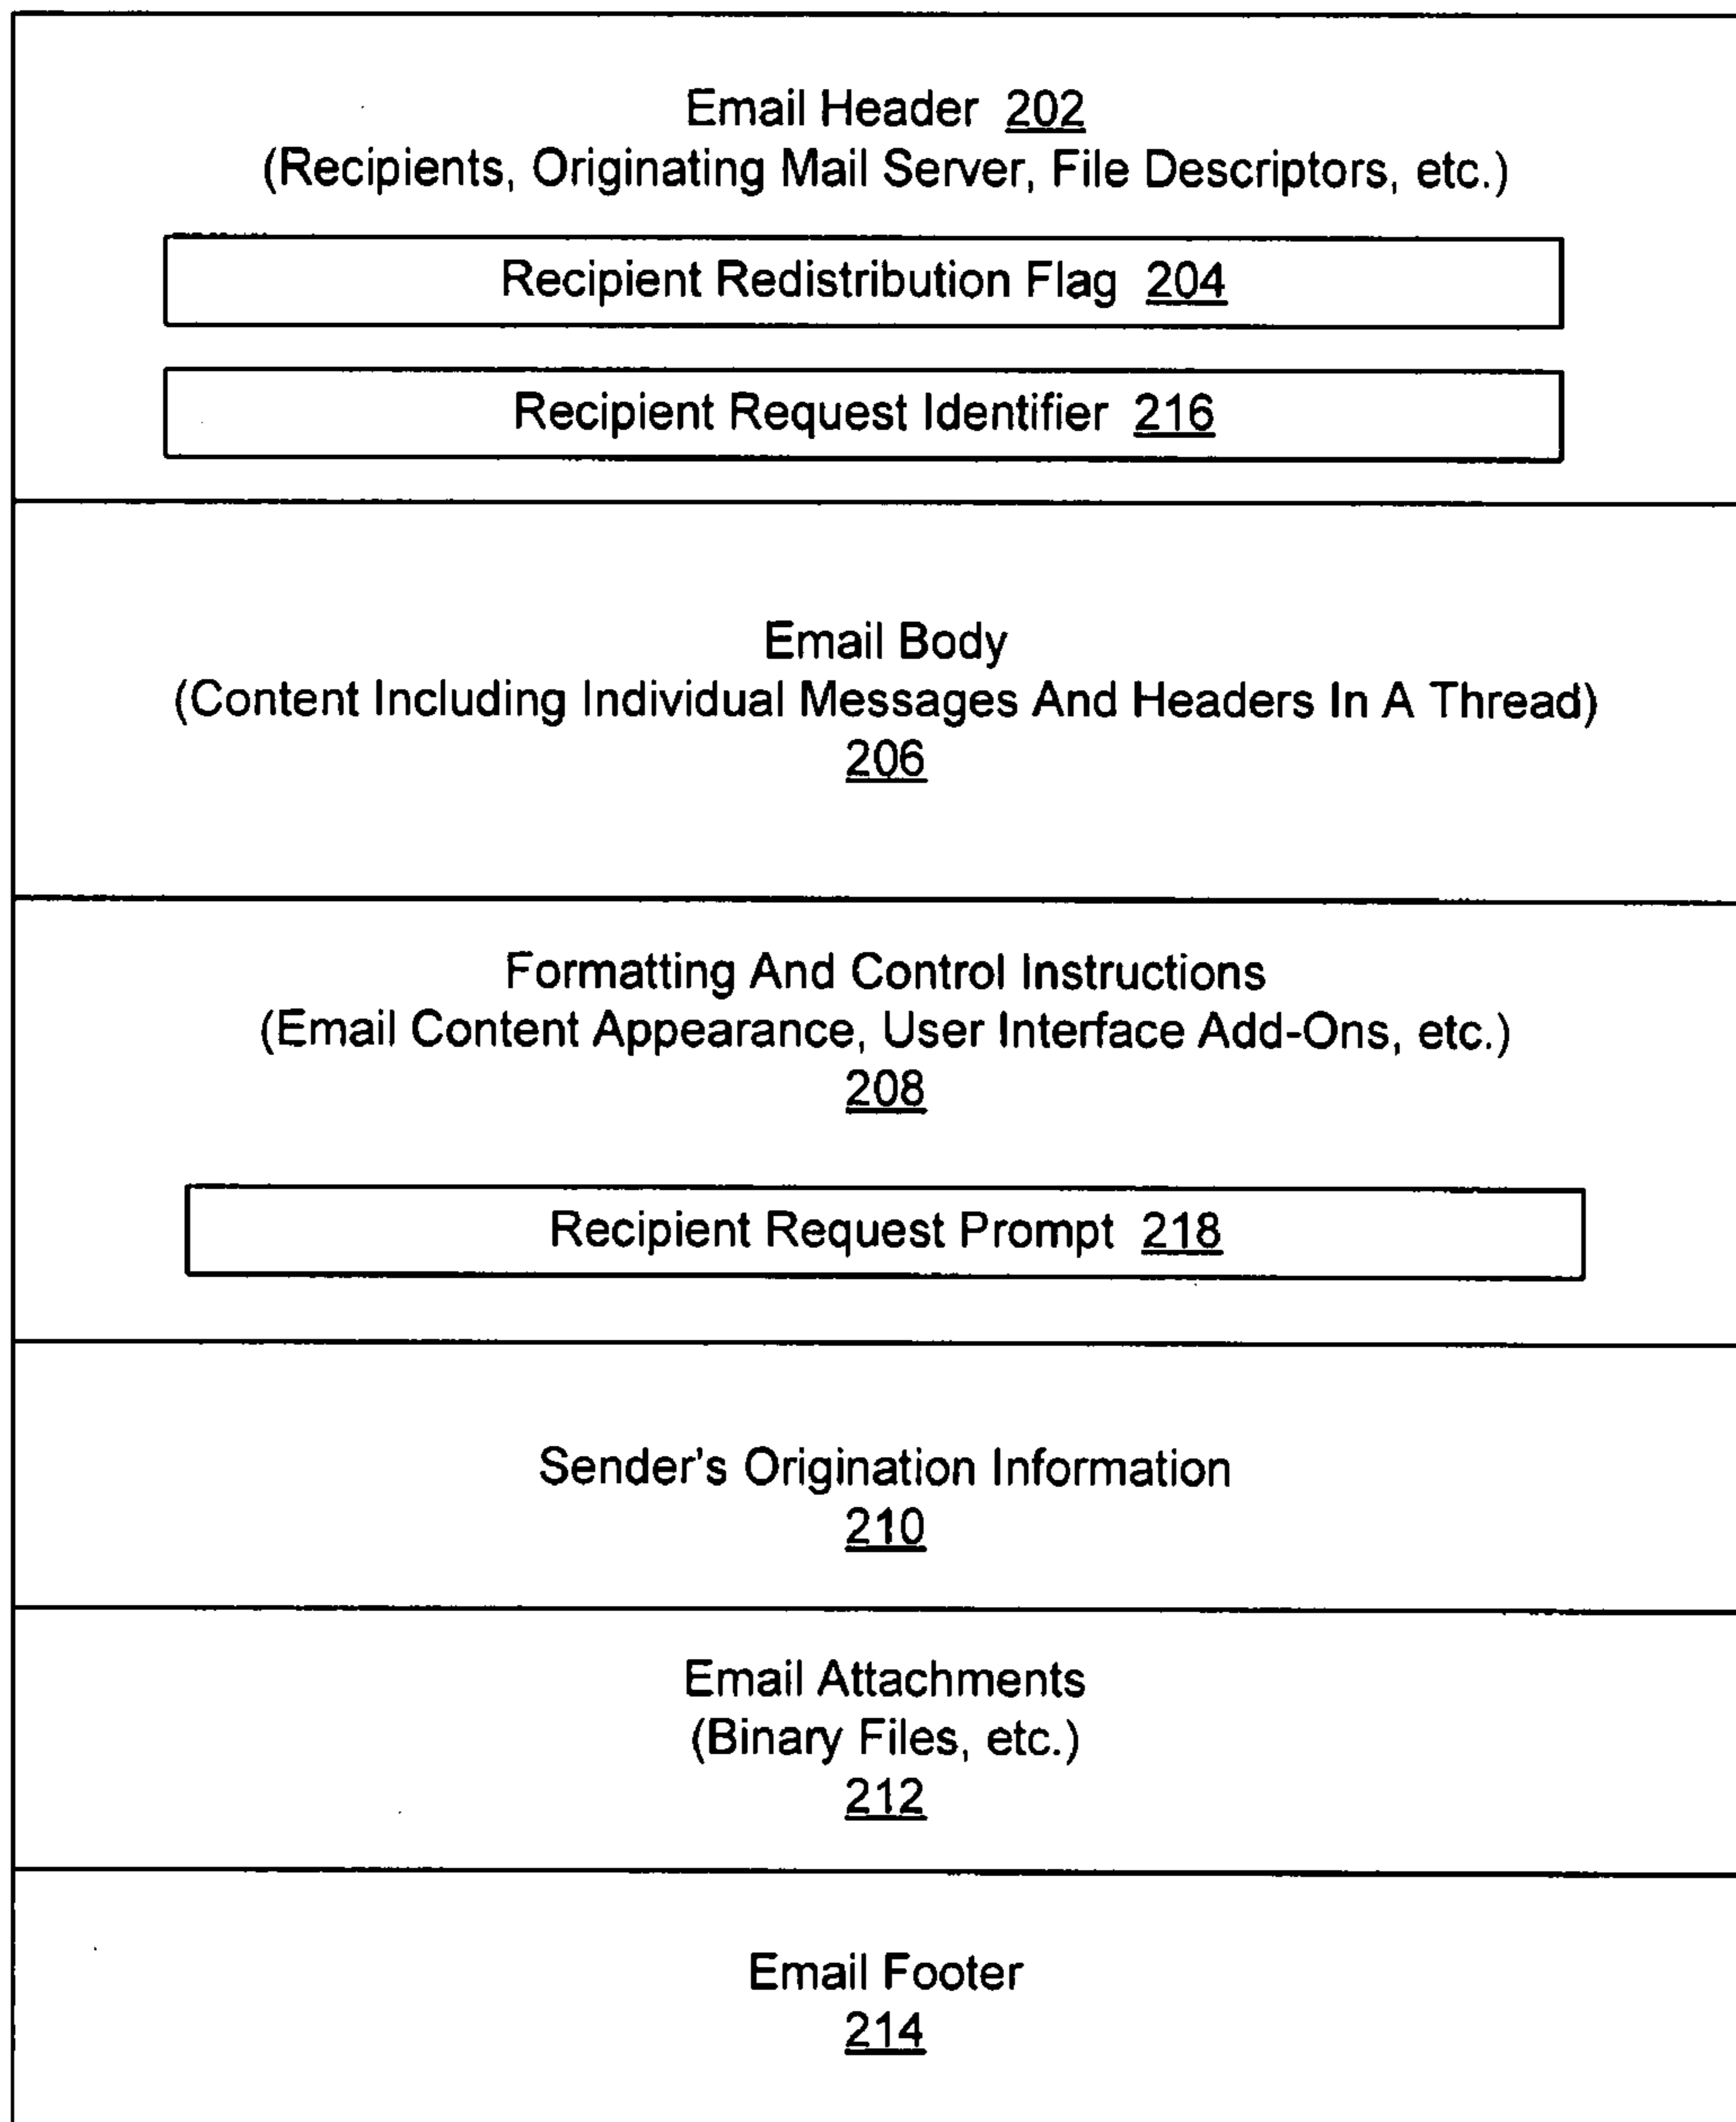 Email Header 202
(Recipients, Originating Mail Server, File Descriptors, etc.)
Recipient Redistribution Flag 204
Recipient Request Identifier 216
Email Body
(Content Including Individual Messages And Headers In A Thread)
206
Formatting And Control Instructions
(Email Content Appearance, User Interface Add-Ons, etc.)
208
Recipient Request Prompt 218
Sender's Origination Information
210
Email Attachments
(Binary Files, etc.)
212
Email Footer
214